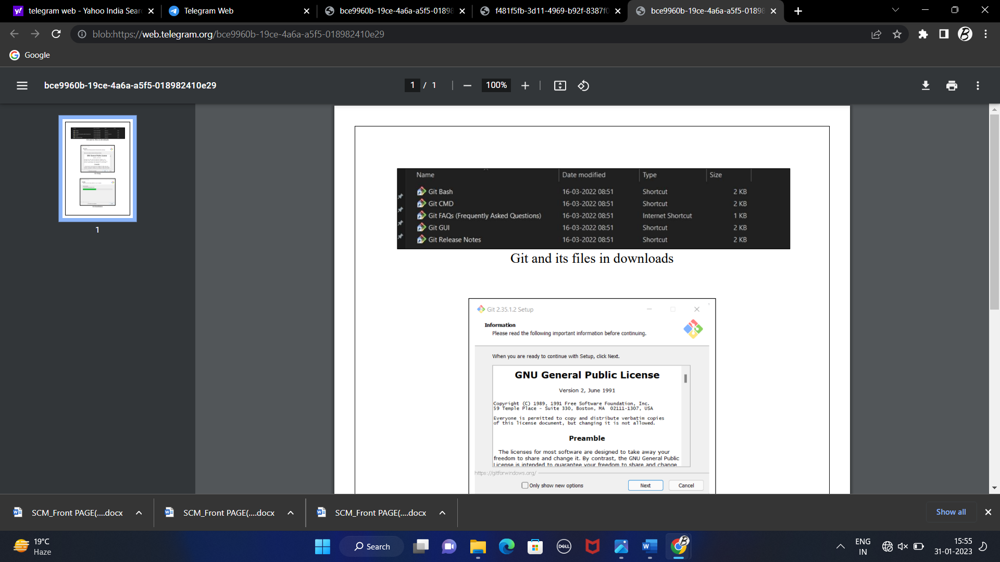 telegram web - Yahoo India Sear
Telegram Web
bce9960b-19ce-4a6a-a5f5-01898
f481f5fb-3d11-4969-b92f-8387f0
bce9960b-19ce-4a6a-a5f5-01898
blob:https://web.telegram.org/bce9960b-19ce-4a6a-a5f5-018982410e29
Google
bce9960b-19ce-4a6a-a5f5-018982410e29
1 / 1
100%
1
Name Date modified Type Size
Git Bash 16-03-2022 08:51 Shortcut 2 KB
Git CMD 16-03-2022 08:51 Shortcut 2 KB
Git FAQs (Frequently Asked Questions) 16-03-2022 08:51 Internet Shortcut 1 KB
Git GUI 16-03-2022 08:51 Shortcut 2 KB
Git Release Notes 16-03-2022 08:51 Shortcut 2 KB
Git and its files in downloads
Git 2.35.1.2 Setup
Information
Please read the following important information before continuing.
When you are ready to continue with Setup, click Next.
GNU General Public License
Version 2, June 1991
Copyright (C) 1989, 1991 Free Software Foundation, Inc.
59 Temple Place - Suite 330, Boston, MA 02111-1307, USA
Everyone is permitted to copy and distribute verbatim copies
of this license document, but changing it is not allowed.
Preamble
The licenses for most software are designed to take away your
freedom to share and change it. By contrast, the GNU General Public
License is intended to guarantee your freedom to share and change
https://gitforwindows.org/
Only show new options
Next
Cancel
SCM_Front PAGE(....docx
SCM_Front PAGE(....docx
SCM_Front PAGE(....docx
Show all
19°C
Haze
Search
DELL
ENG
IN
15:55
31-01-2023